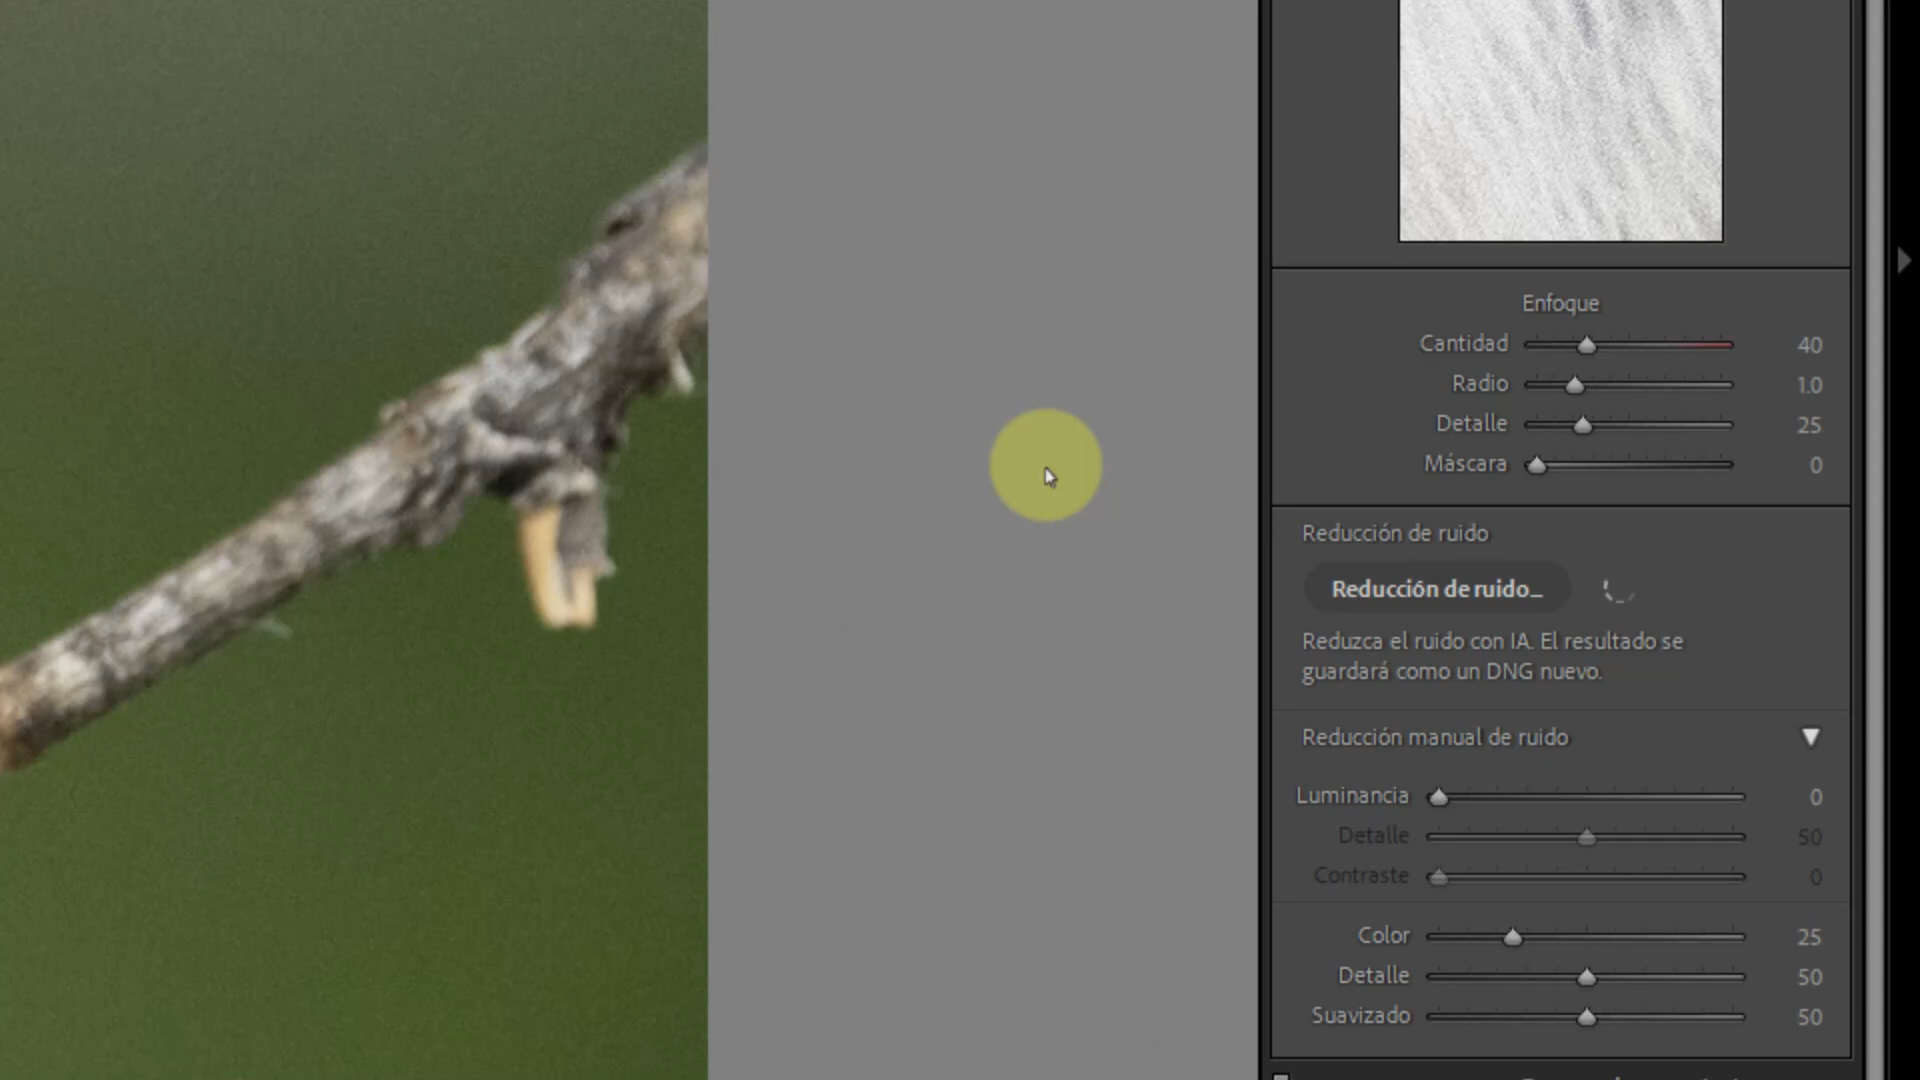 Enfoque
Cantidad 40
Radio 1.0
Detalle 25
Máscara 0
Reducción de ruido
Reducción de ruido...
Reduzca el ruido con IA. El resultado se
guardará como un DNG nuevo.
Reducción manual de ruido
Luminancia 0
Detalle 50
Contraste 0
Color 25
Detalle 50
Suavizado 50